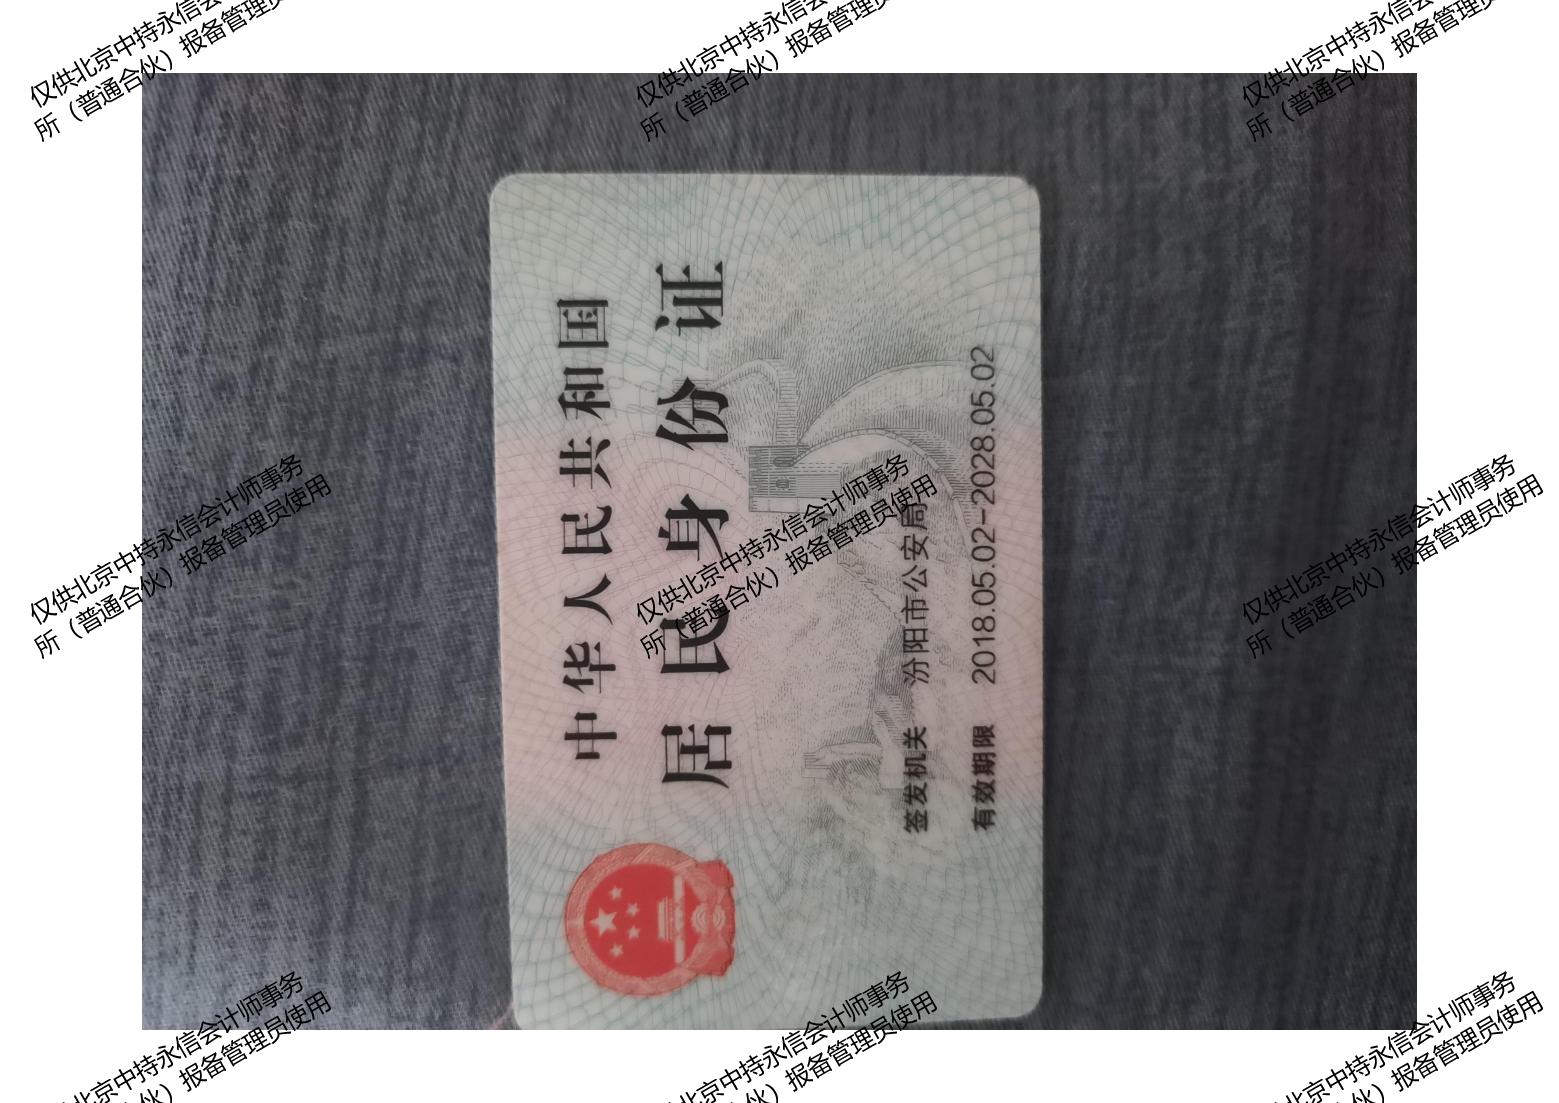 仅供北京中持永信会计师事务
所（普通合伙）报备管理员使用
中华人民共和国
居民身份证
签发机关 汾阳市公安局
有效期限 2018.05.02-2028.05.02